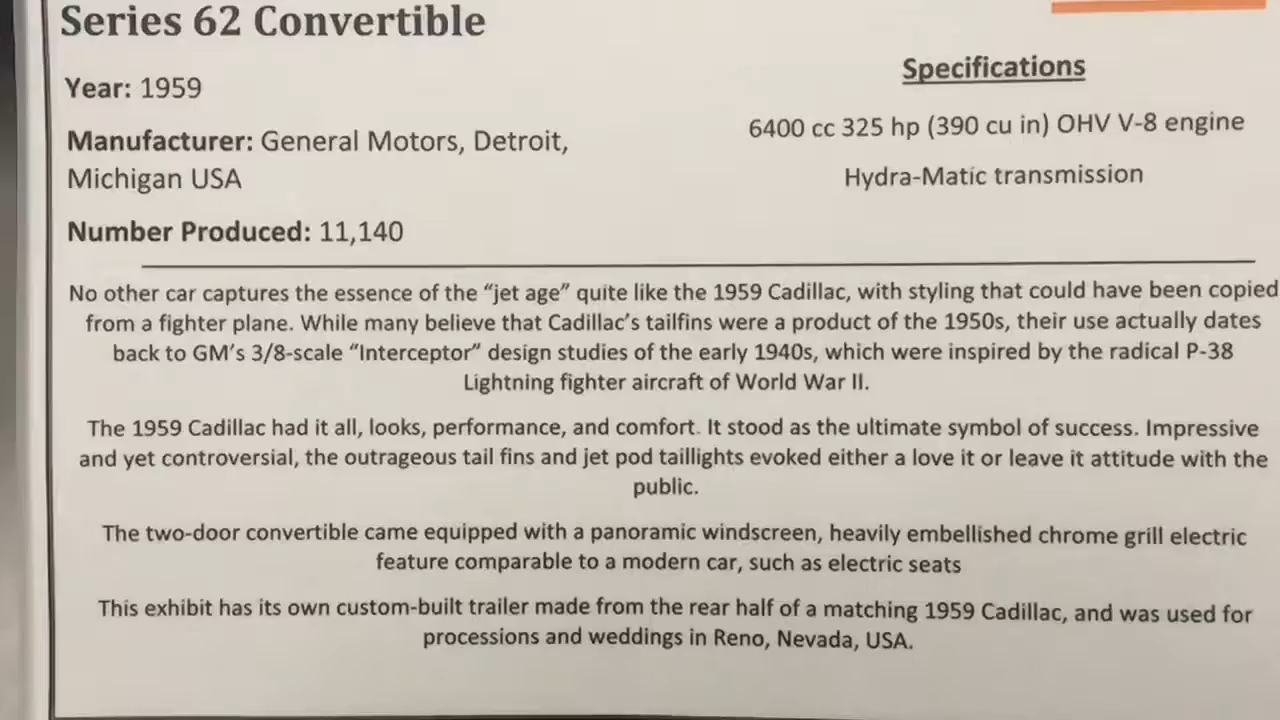 Series 62 Convertible
Year: 1959
Manufacturer: General Motors, Detroit,
Michigan USA
Number Produced: 11,140
Specifications
6400 cc 325 hp (390 cu in) OHV V-8 engine
Hydra-Matic transmission
No other car captures the essence of the “jet age” quite like the 1959 Cadillac, with styling that could have been copied
from a fighter plane. While many believe that Cadillac’s tailfins were a product of the 1950s, their use actually dates
back to GM’s 3/8-scale “Interceptor” design studies of the early 1940s, which were inspired by the radical P-38
Lightning fighter aircraft of World War II.
The 1959 Cadillac had it all, looks, performance, and comfort. It stood as the ultimate symbol of success. Impressive
and yet controversial, the outrageous tail fins and jet pod taillights evoked either a love it or leave it attitude with the
public.
The two-door convertible came equipped with a panoramic windscreen, heavily embellished chrome grill electric
feature comparable to a modern car, such as electric seats
This exhibit has its own custom-built trailer made from the rear half of a matching 1959 Cadillac, and was used for
processions and weddings in Reno, Nevada, USA.